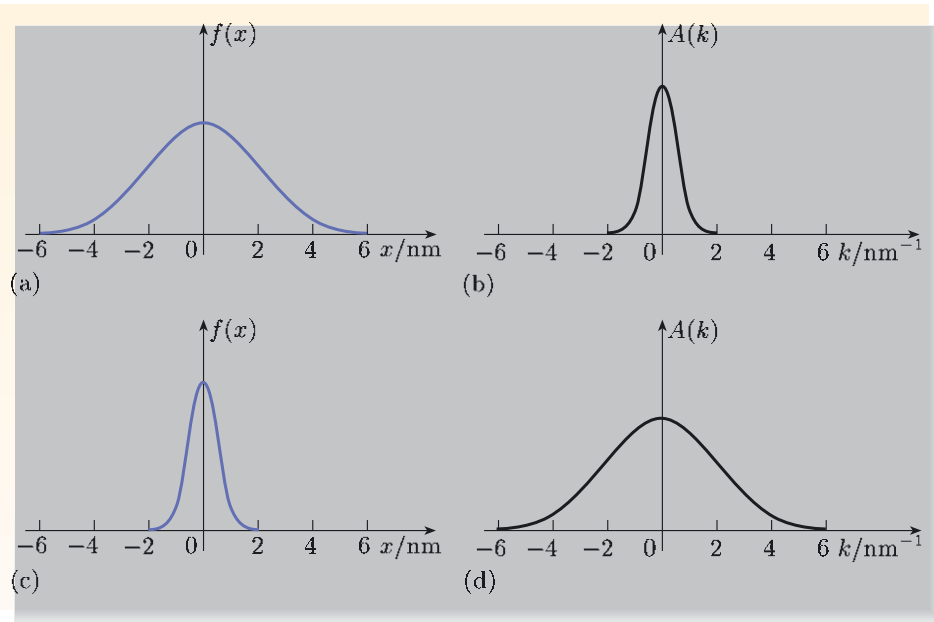 f(x)
A(k)
−6 −4 −2 0 2 4 6 x/nm
−6 −4 −2 0 2 4 6 k/nm⁻¹
(a)
(b)
f(x)
A(k)
−6 −4 −2 0 2 4 6 x/nm
−6 −4 −2 0 2 4 6 k/nm⁻¹
(c)
(d)